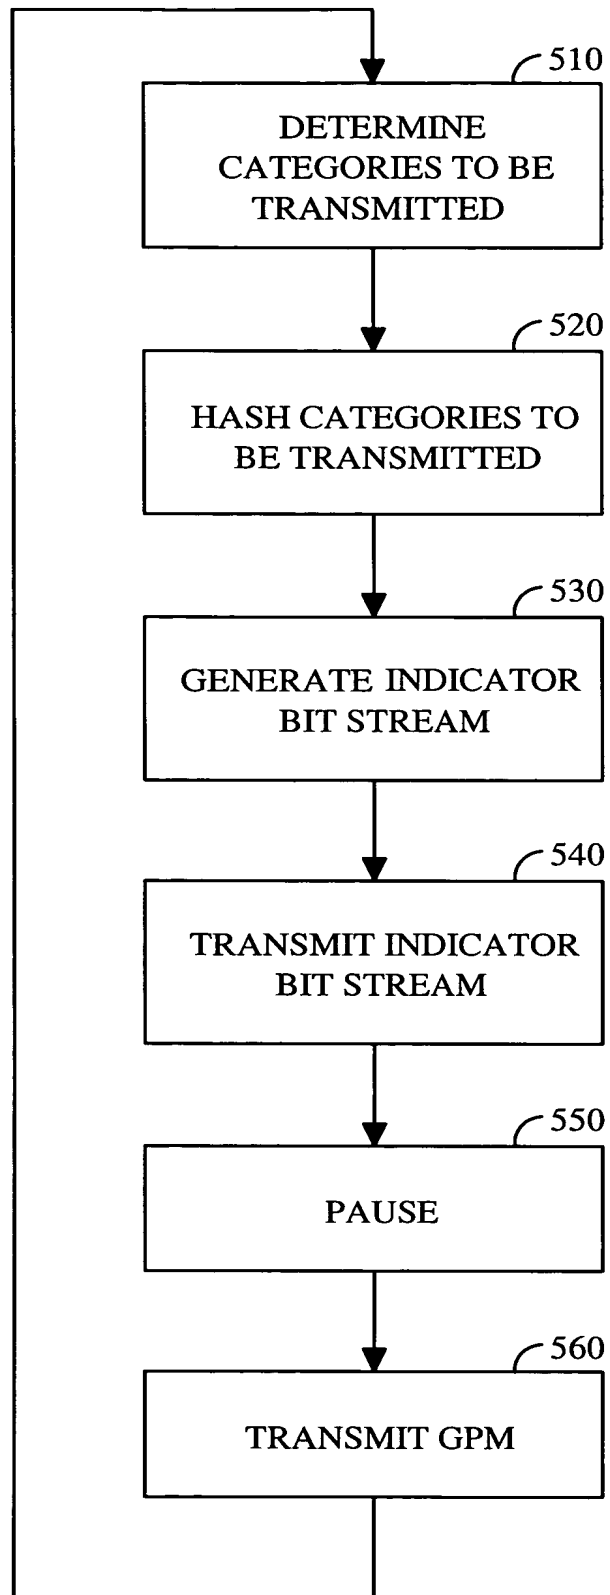 510
DETERMINE
CATEGORIES TO BE
TRANSMITTED
520
HASH CATEGORIES TO
BE TRANSMITTED
530
GENERATE INDICATOR
BIT STREAM
540
TRANSMIT INDICATOR
BIT STREAM
550
PAUSE
560
TRANSMIT GPM